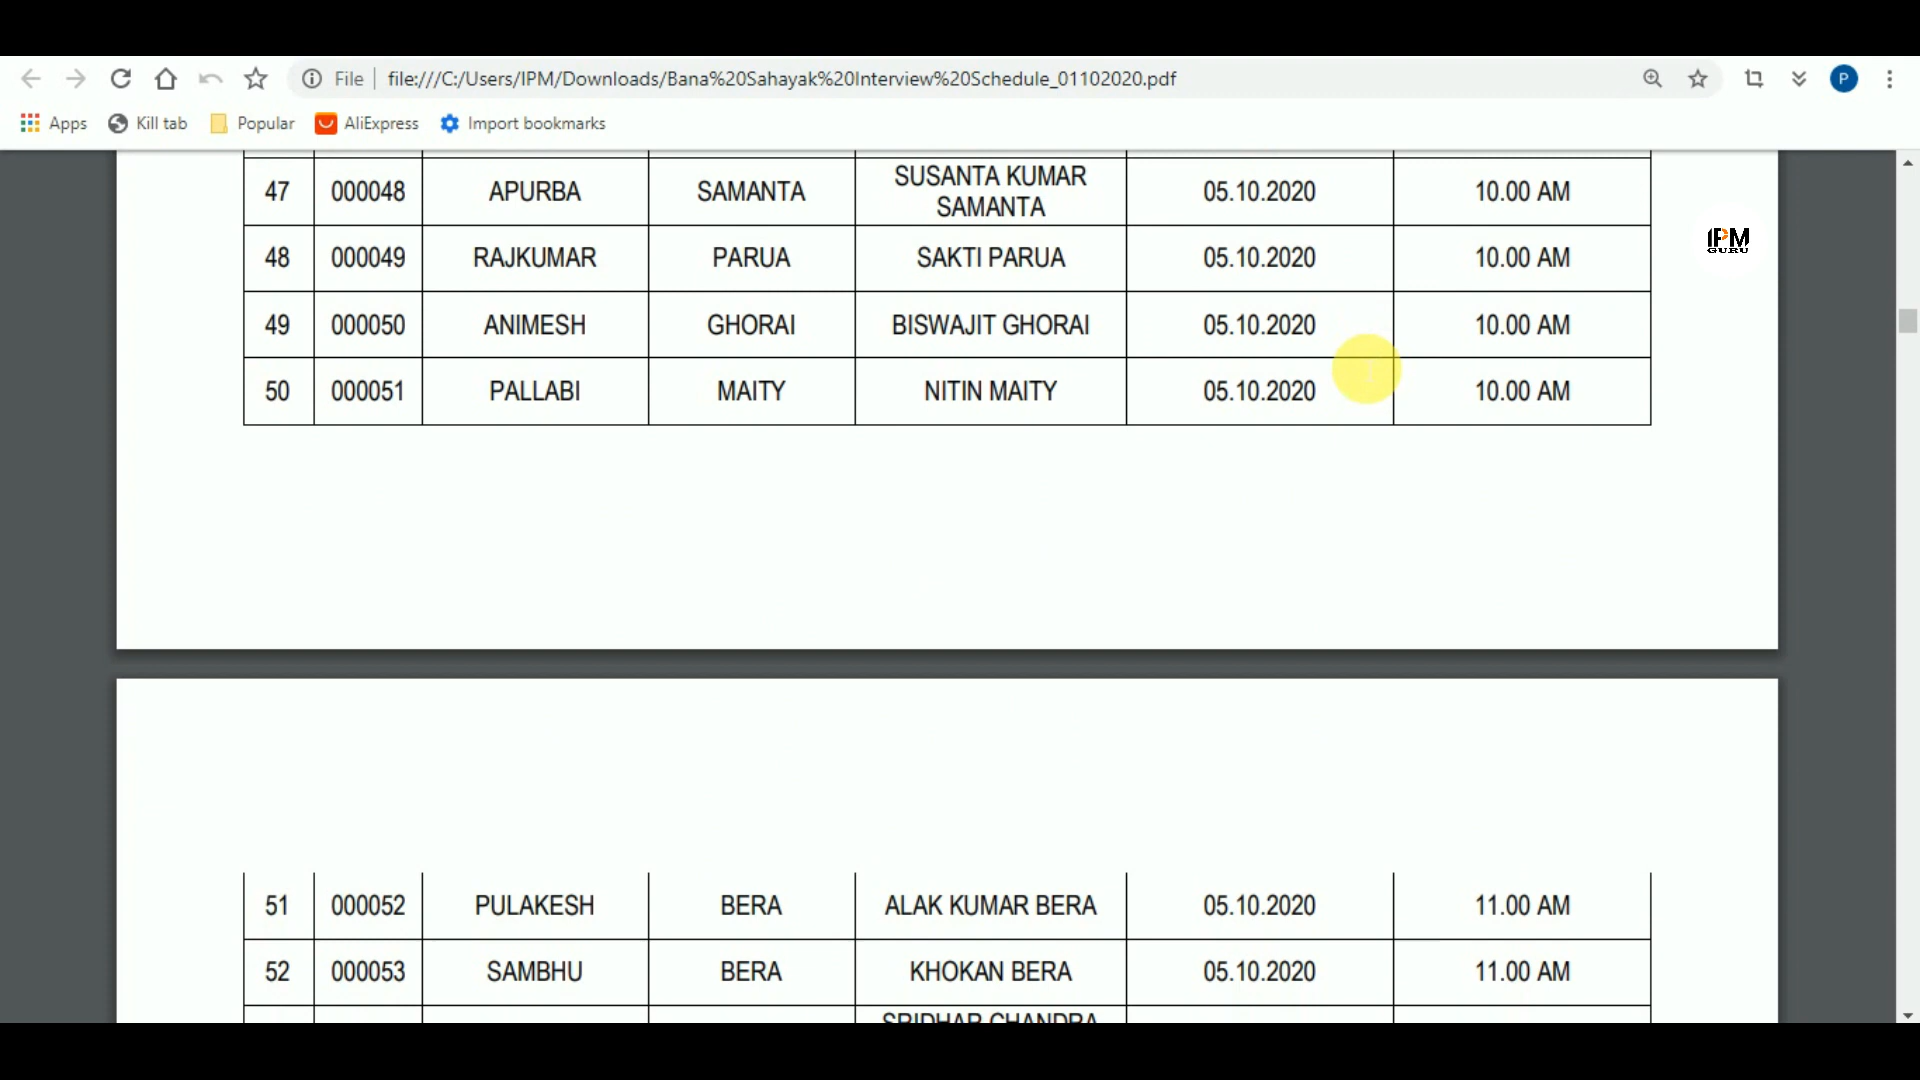 File | file:///C:/Users/IPM/Downloads/Bana%20Sahayak%20Interview%20Schedule_01102020.pdf P
Apps Kill tab Popular AliExpress Import bookmarks
47 000048 APURBA SAMANTA SUSANTA KUMAR SAMANTA 05.10.2020 10.00 AM
IPM
GURU
48 000049 RAJKUMAR PARUA SAKTI PARUA 05.10.2020 10.00 AM
49 000050 ANIMESH GHORAI BISWAJIT GHORAI 05.10.2020 10.00 AM
50 000051 PALLABI MAITY NITIN MAITY 05.10.2020 10.00 AM
51 000052 PULAKESH BERA ALAK KUMAR BERA 05.10.2020 11.00 AM
52 000053 SAMBHU BERA KHOKAN BERA 05.10.2020 11.00 AM
SRIDHAR CHANDRA